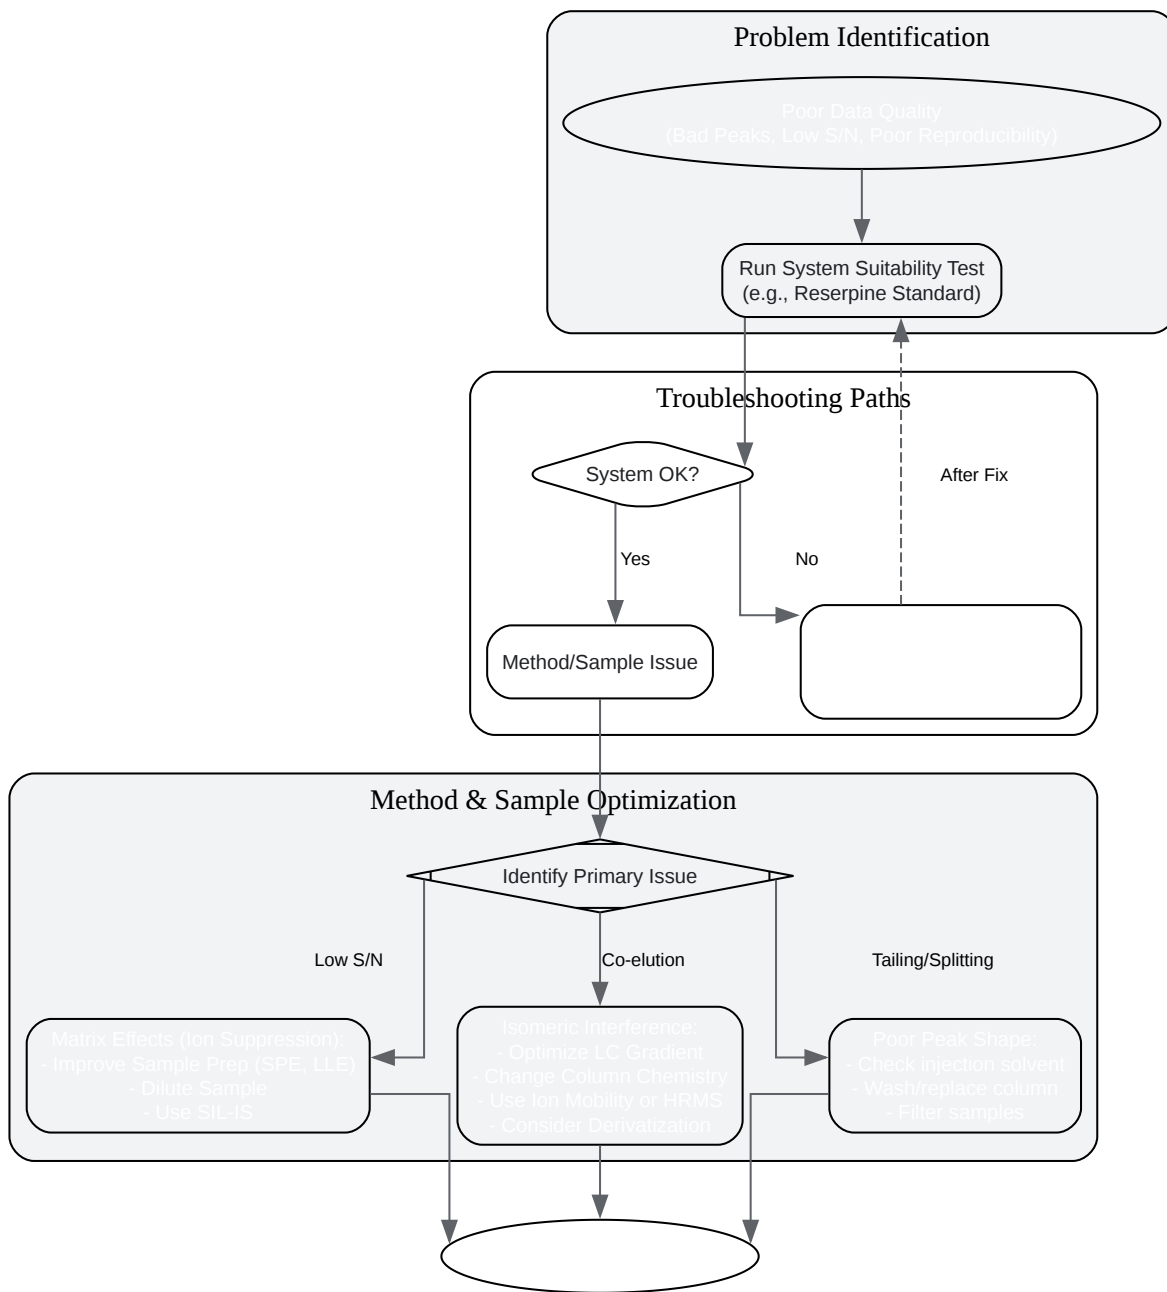 Problem Identification
Poor Data Quality
(Bad Peaks, Low S/N, Poor Reproducibility)
Run System Suitability Test
(e.g., Reserpine Standard)
Troubleshooting Paths
System OK?
After Fix
Yes
No
Method/Sample Issue
Method & Sample Optimization
Identify Primary Issue
Low S/N
Co-elution
Tailing/Splitting
Matrix Effects (Ion Suppression):
- Improve Sample Prep (SPE, LLE)
- Dilute Sample
- Use SIL-IS
Isomeric Interference:
- Optimize LC Gradient
- Change Column Chemistry
- Use Ion Mobility or HRMS
- Consider Derivatization
Poor Peak Shape:
- Check injection solvent
- Wash/replace column
- Filter samples